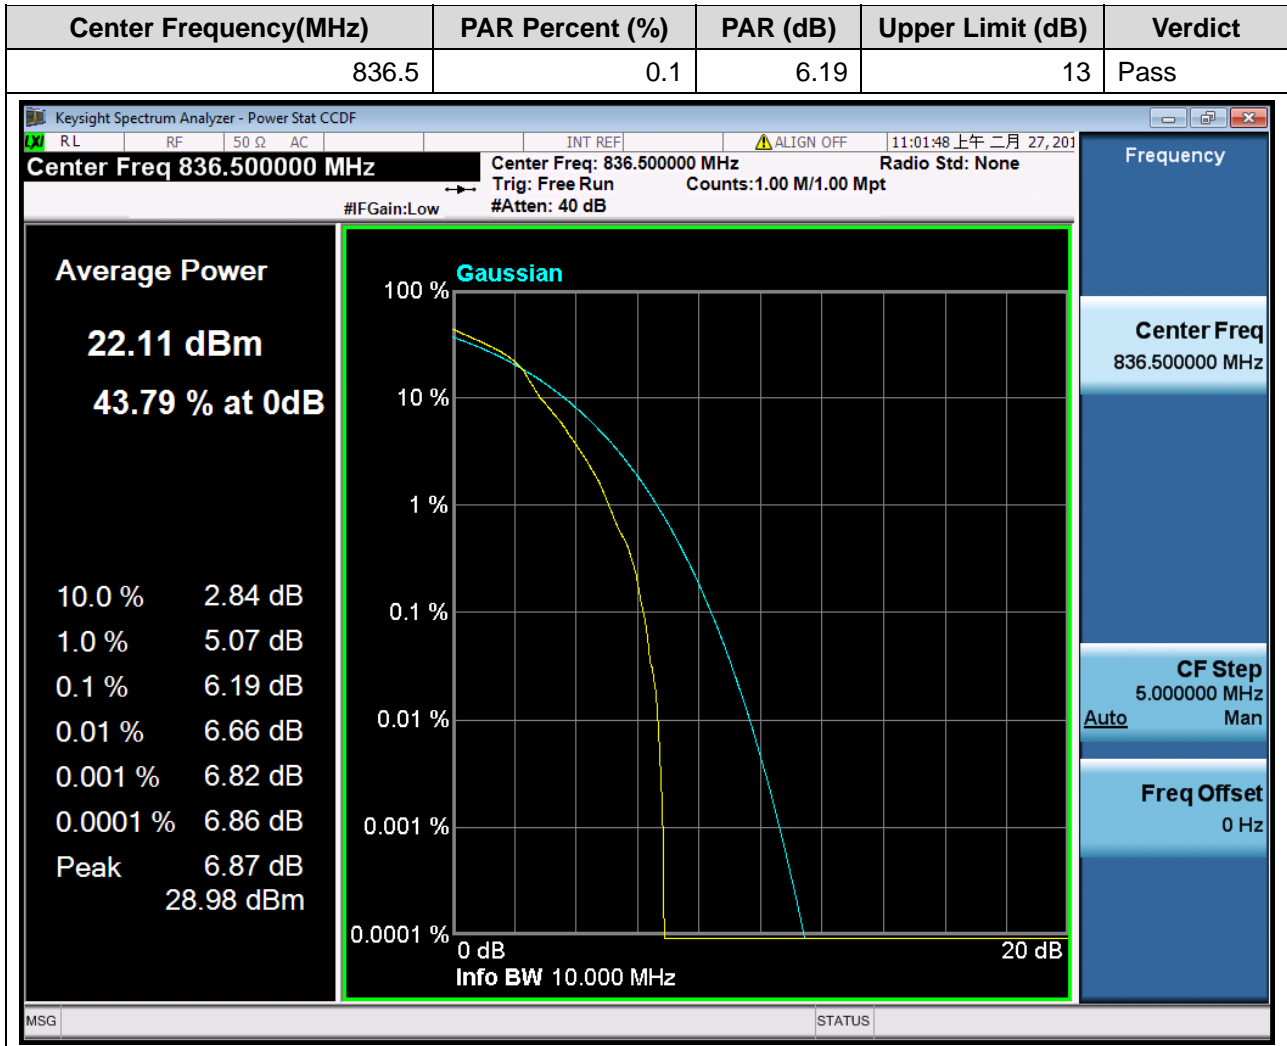 Center Frequency(MHz) PAR Percent (%) PAR (dB) Upper Limit (dB) Verdict
836.5 0.1 6.19 13 Pass
Keysight Spectrum Analyzer - Power Stat CCDF
LXI RL RF 50 Ω AC INT REF ALIGN OFF 11:01:48 上午 二月 27, 201
Center Freq 836.500000 MHz
Center Freq: 836.500000 MHz Radio Std: None
Trig: Free Run Counts:1.00 M/1.00 Mpt
#IFGain:Low #Atten: 40 dB
Average Power
22.11 dBm
43.79 % at 0dB
10.0 % 2.84 dB
1.0 % 5.07 dB
0.1 % 6.19 dB
0.01 % 6.66 dB
0.001 % 6.82 dB
0.0001 % 6.86 dB
Peak 6.87 dB
28.98 dBm
Gaussian
100 %
10 %
1 %
0.1 %
0.01 %
0.001 %
0.0001 %
0 dB 20 dB
Info BW 10.000 MHz
Frequency
Center Freq
836.500000 MHz
CF Step
5.000000 MHz
Auto Man
Freq Offset
0 Hz
MSG STATUS